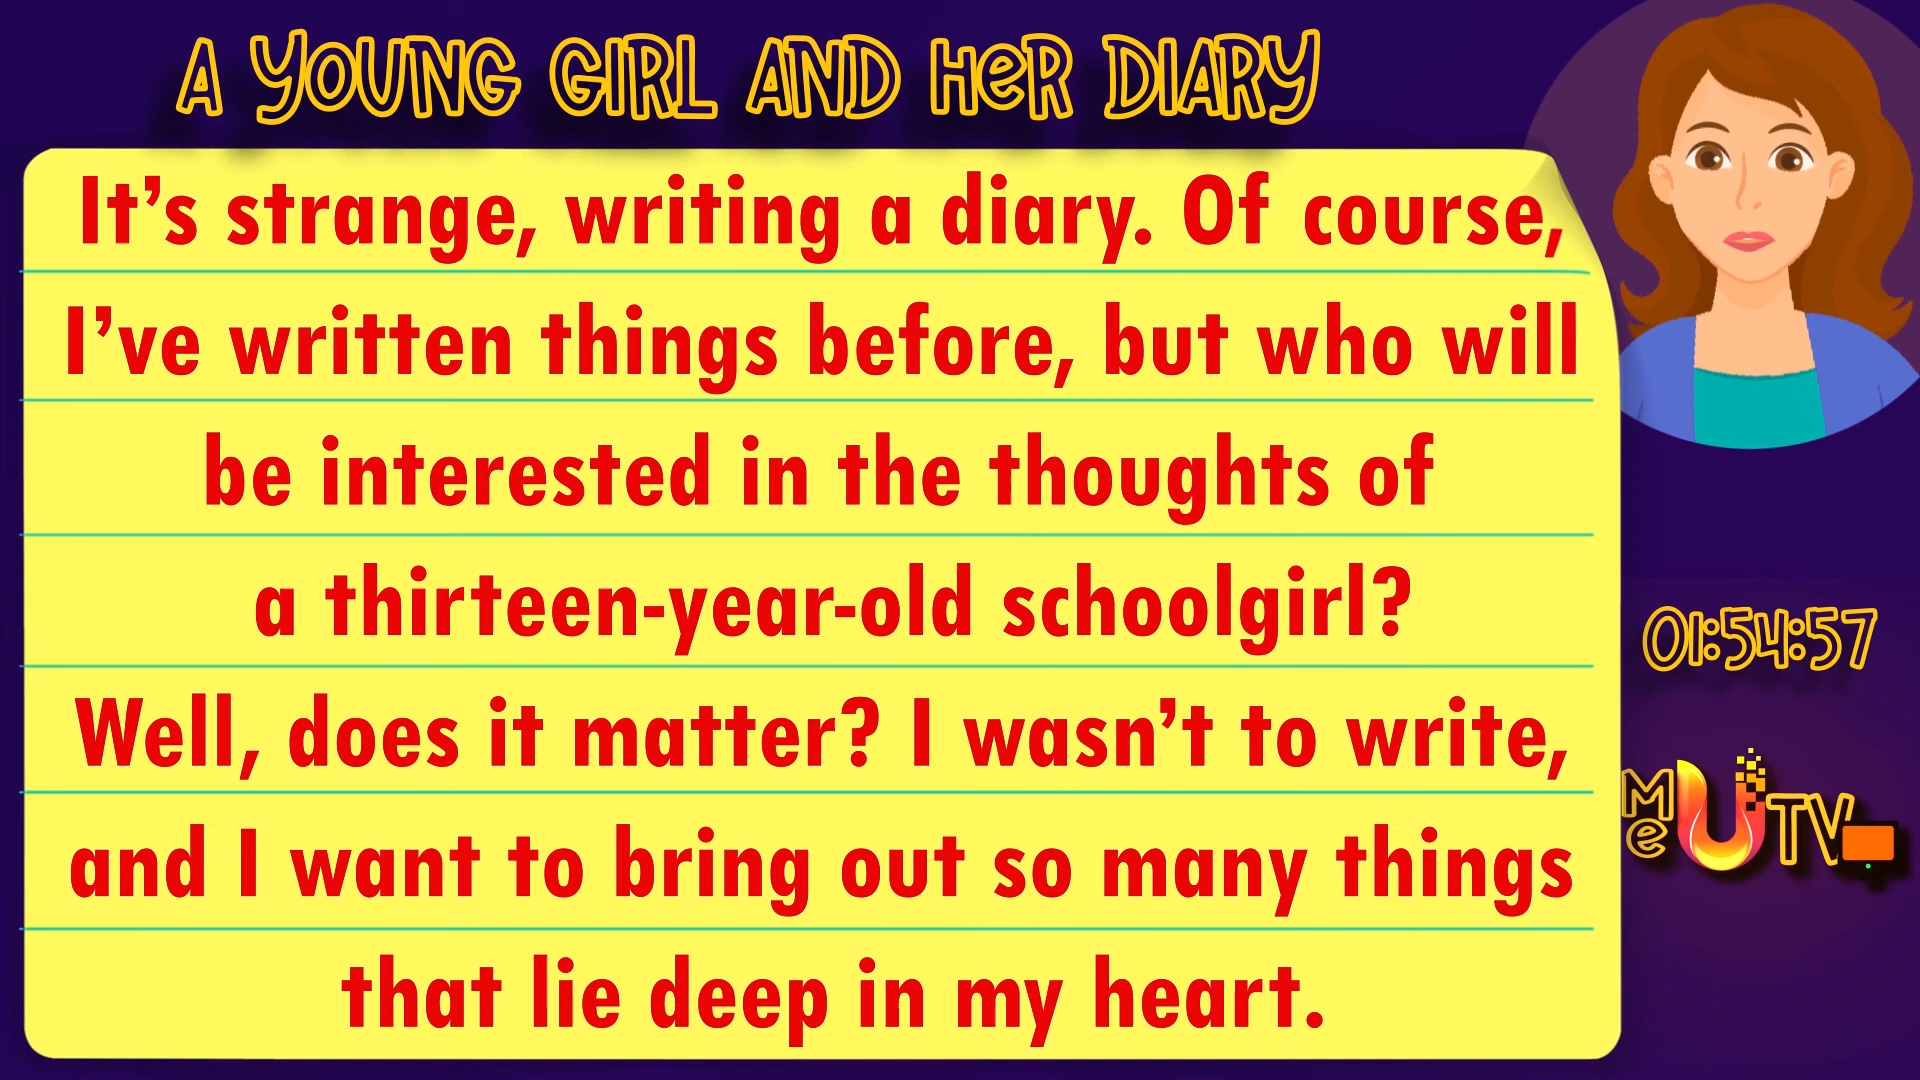 A YOUNG GIRL AND HER DIARY
It’s strange, writing a diary. Of course,
I’ve written things before, but who will
be interested in the thoughts of
a thirteen-year-old schoolgirl?
Well, does it matter? I wasn’t to write,
and I want to bring out so many things
that lie deep in my heart.
01:54:57
Me U TV